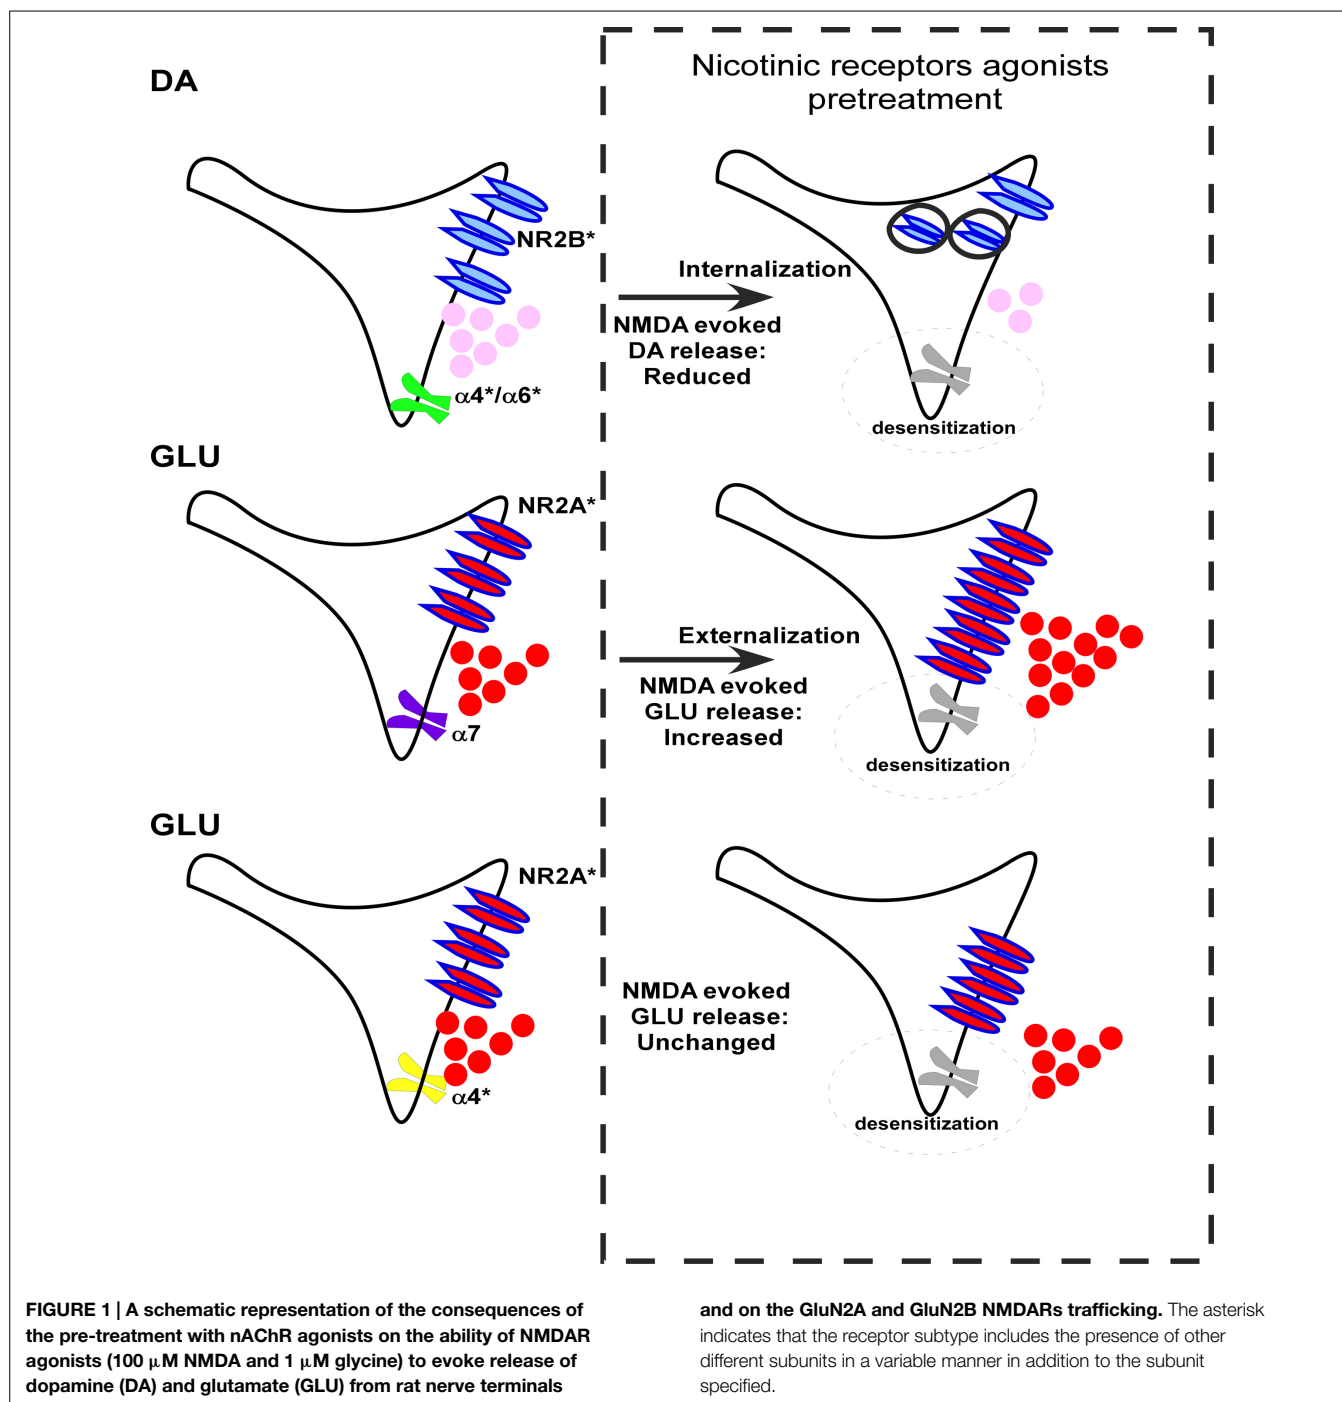 Nicotinic receptors agonists
pretreatment
DA
NR2B*
α4*/α6*
Internalization
NMDA evoked
DA release:
Reduced
desensitization
GLU
NR2A*
α7
Externalization
NMDA evoked
GLU release:
Increased
desensitization
GLU
NR2A*
α4*
NMDA evoked
GLU release:
Unchanged
desensitization
FIGURE 1 | A schematic representation of the consequences of
the pre-treatment with nAChR agonists on the ability of NMDAR
agonists (100 μM NMDA and 1 μM glycine) to evoke release of
dopamine (DA) and glutamate (GLU) from rat nerve terminals
and on the GluN2A and GluN2B NMDARs trafficking. The asterisk
indicates that the receptor subtype includes the presence of other
different subunits in a variable manner in addition to the subunit
specified.